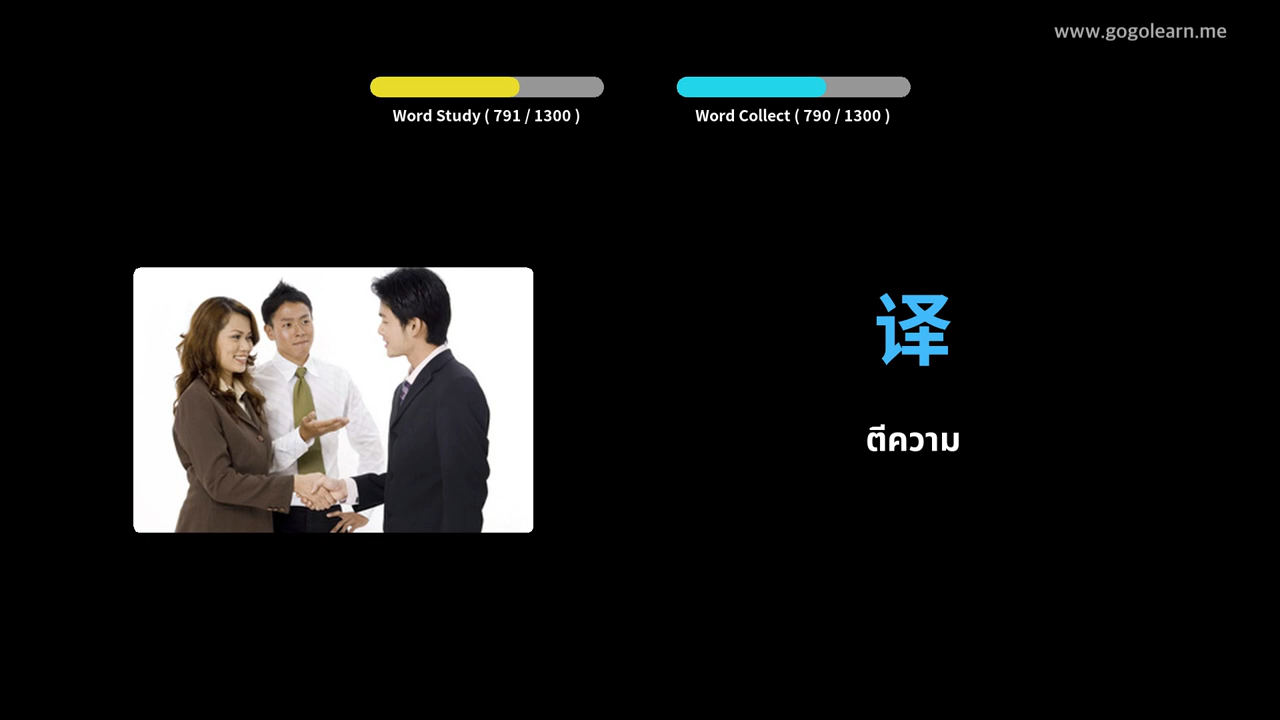 www.gogolearn.me
Word Study ( 791 / 1300 )
Word Collect ( 790 / 1300 )
译
ตีความ